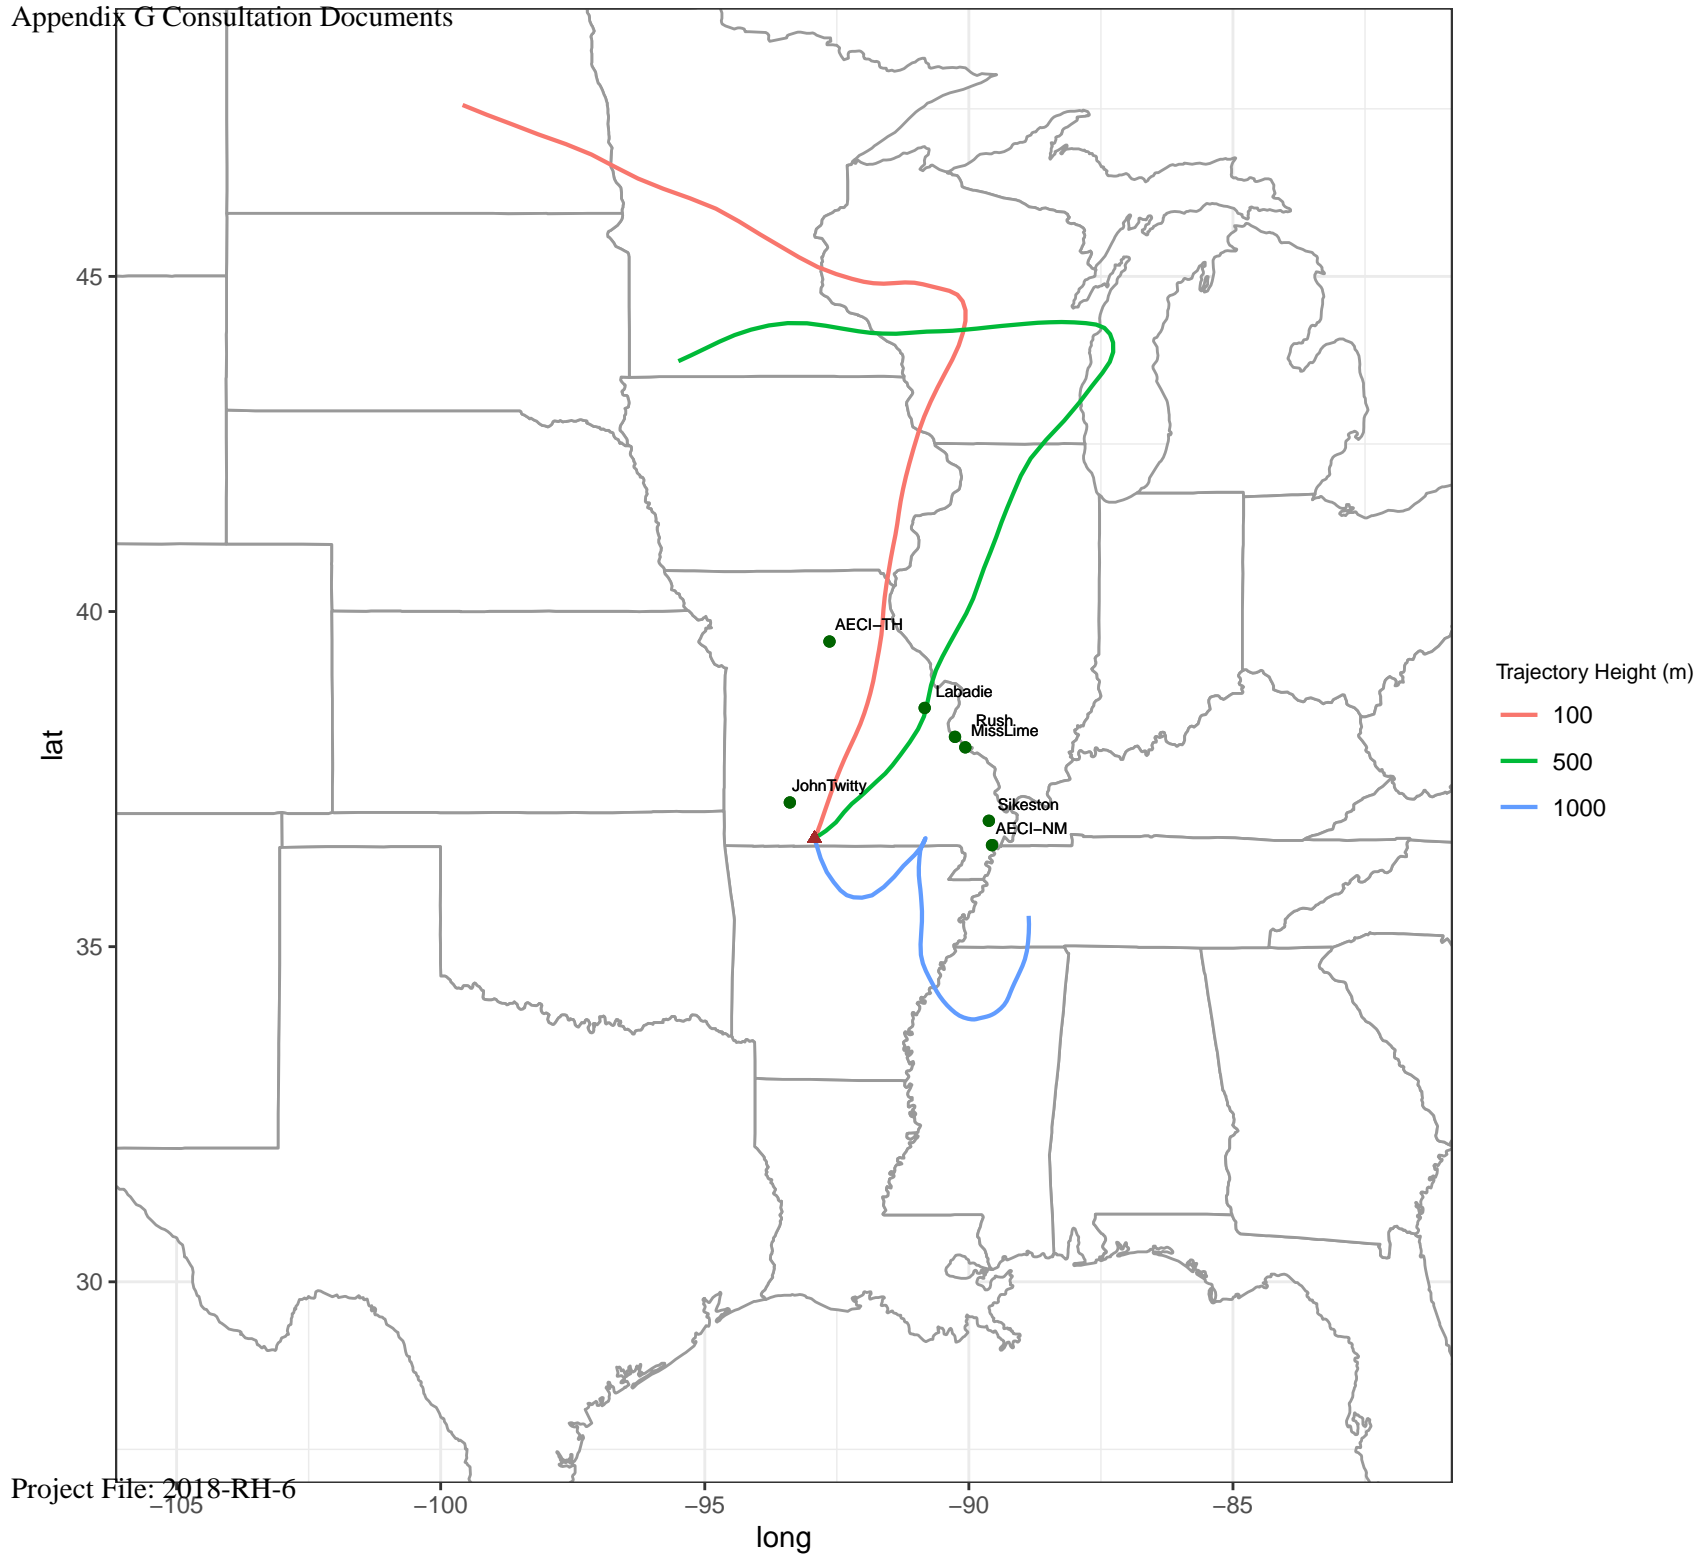 Appendix G Consultation Documents
45
40
35
30
lat
AECI−TH
Labadie
Rush
MissLime
JohnTwitty
Sikeston
AECI−NM
Trajectory Height (m)
100
500
1000
Project File: 2018-RH-6
−105
−100
−95
−90
−85
long